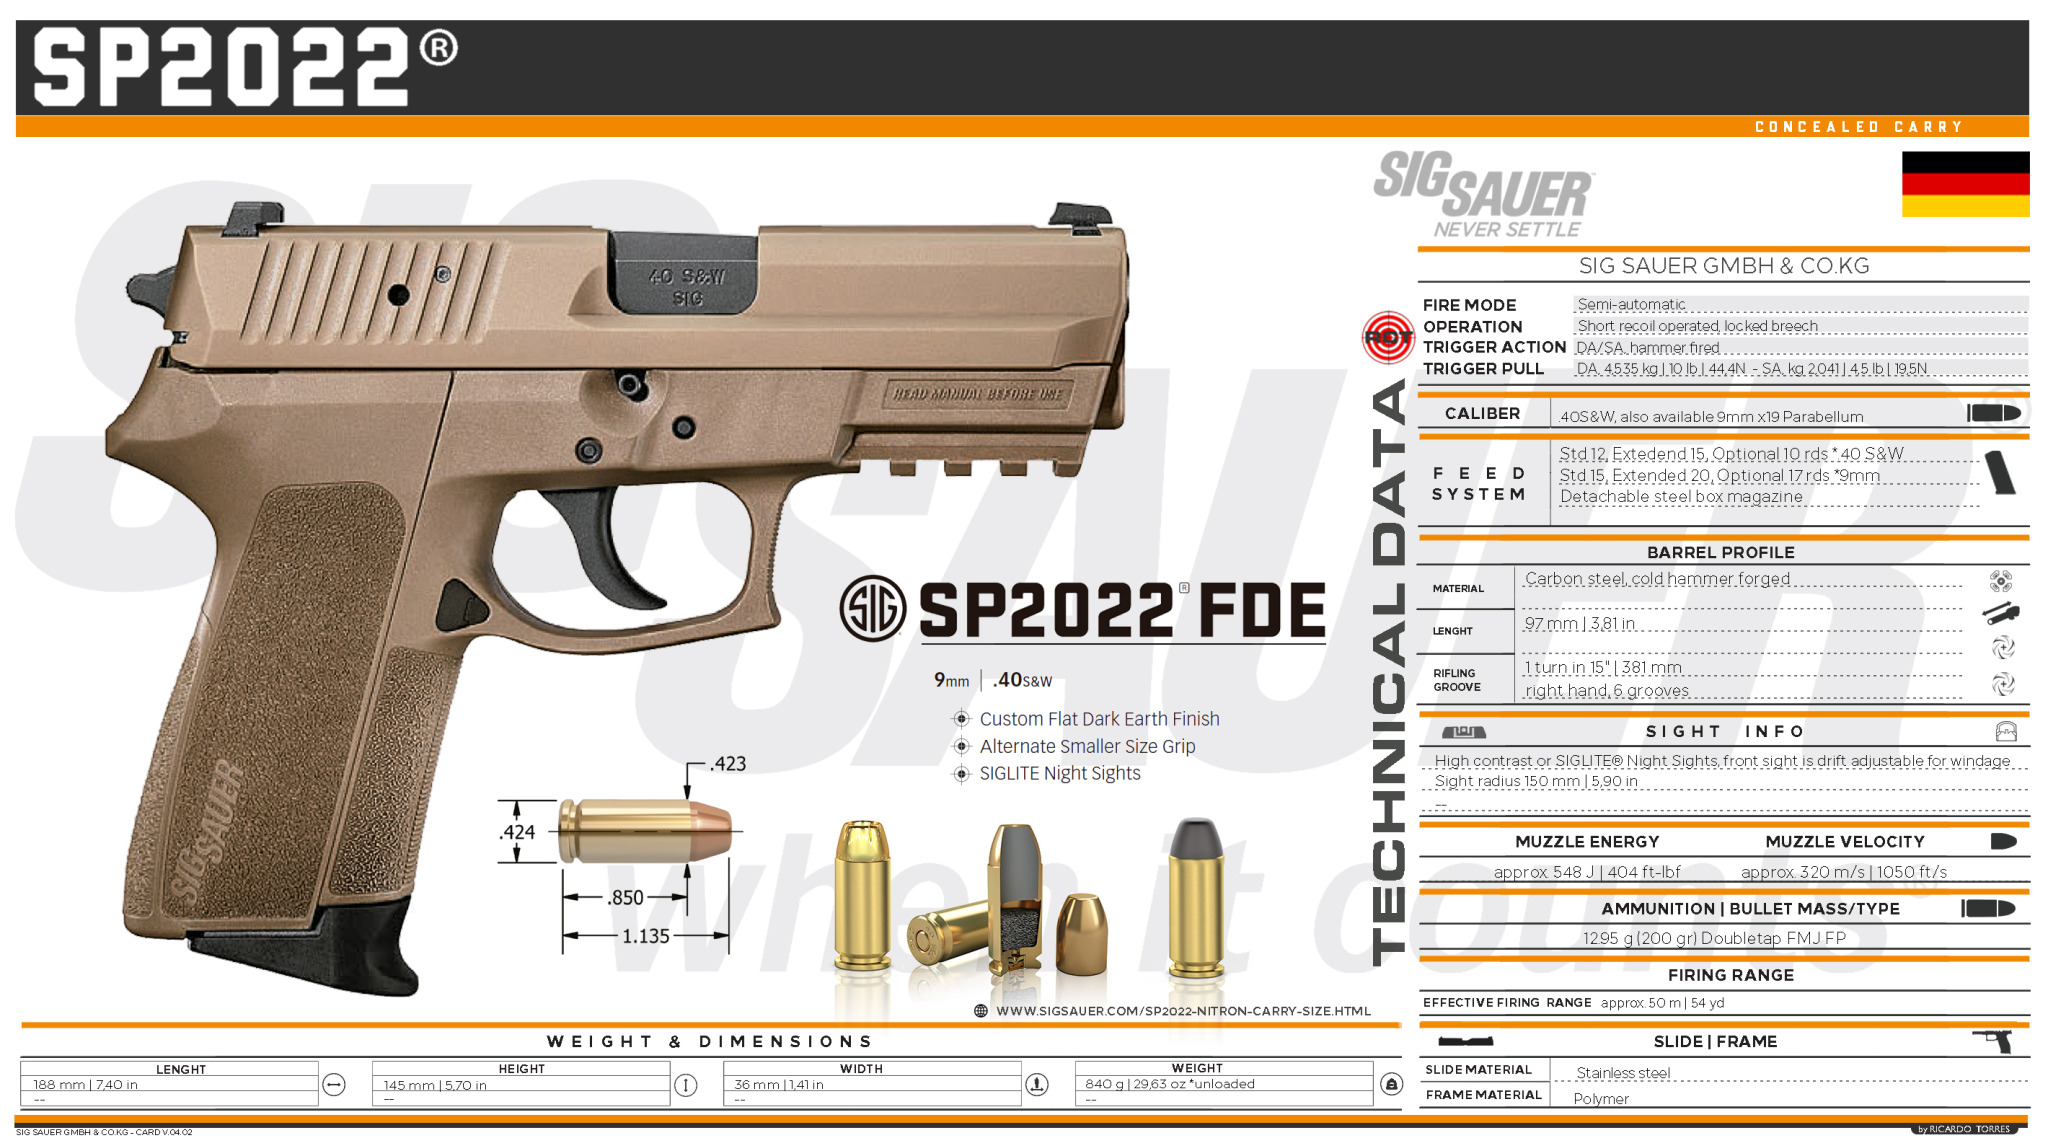 SP2022®
CONCEALED CARRY
SIG SAUER
NEVER SETTLE
SIG SAUER GMBH & CO.KG
FIRE MODE Semi-automatic
OPERATION Short recoil operated, locked breech
TRIGGER ACTION DA/SA, hammer fired
TRIGGER PULL DA, 4,535 kg | 10 lb | 44,4N - SA, kg 2,041 | 4,5 lb | 19,5N
RDT
TECHNICAL DATA
CALIBER .40S&W, also available 9mm x19 Parabellum
FEED SYSTEM
Std 12, Extedend 15, Optional 10 rds *.40 S&W
Std 15, Extended 20, Optional 17 rds *9mm
Detachable steel box magazine
BARREL PROFILE
MATERIAL Carbon steel, cold hammer forged
LENGHT 97 mm | 3,81 in
RIFLING GROOVE
1 turn in 15" | 381 mm
right hand, 6 grooves
SIGHT INFO
High contrast or SIGLITE® Night Sights, front sight is drift adjustable for windage
Sight radius 150 mm | 5,90 in
--
MUZZLE ENERGY MUZZLE VELOCITY
approx. 548 J | 404 ft-lbf approx. 320 m/s | 1050 ft/s
AMMUNITION | BULLET MASS/TYPE
12.95 g (200 gr) Doubletap FMJ FP
FIRING RANGE
EFFECTIVE FIRING RANGE approx. 50 m | 54 yd
SLIDE | FRAME
SLIDE MATERIAL Stainless steel
FRAME MATERIAL Polymer
40 S&W
SIG
READ MANUAL BEFORE USE
SIG SAUER
SIG SAUER
when it counts®
SIG SP2022® FDE
9mm | .40S&W
Custom Flat Dark Earth Finish
Alternate Smaller Size Grip
SIGLITE Night Sights
.423
.424
.850
1.135
WWW.SIGSAUER.COM/SP2022-NITRON-CARRY-SIZE.HTML
WEIGHT & DIMENSIONS
LENGHT HEIGHT WIDTH WEIGHT
188 mm | 7,40 in 145 mm | 5,70 in 36 mm | 1,41 in 840 g | 29,63 oz *unloaded
-- -- -- --
SIG SAUER GMBH & CO.KG - CARD V.04.02
by RICARDO TORRES